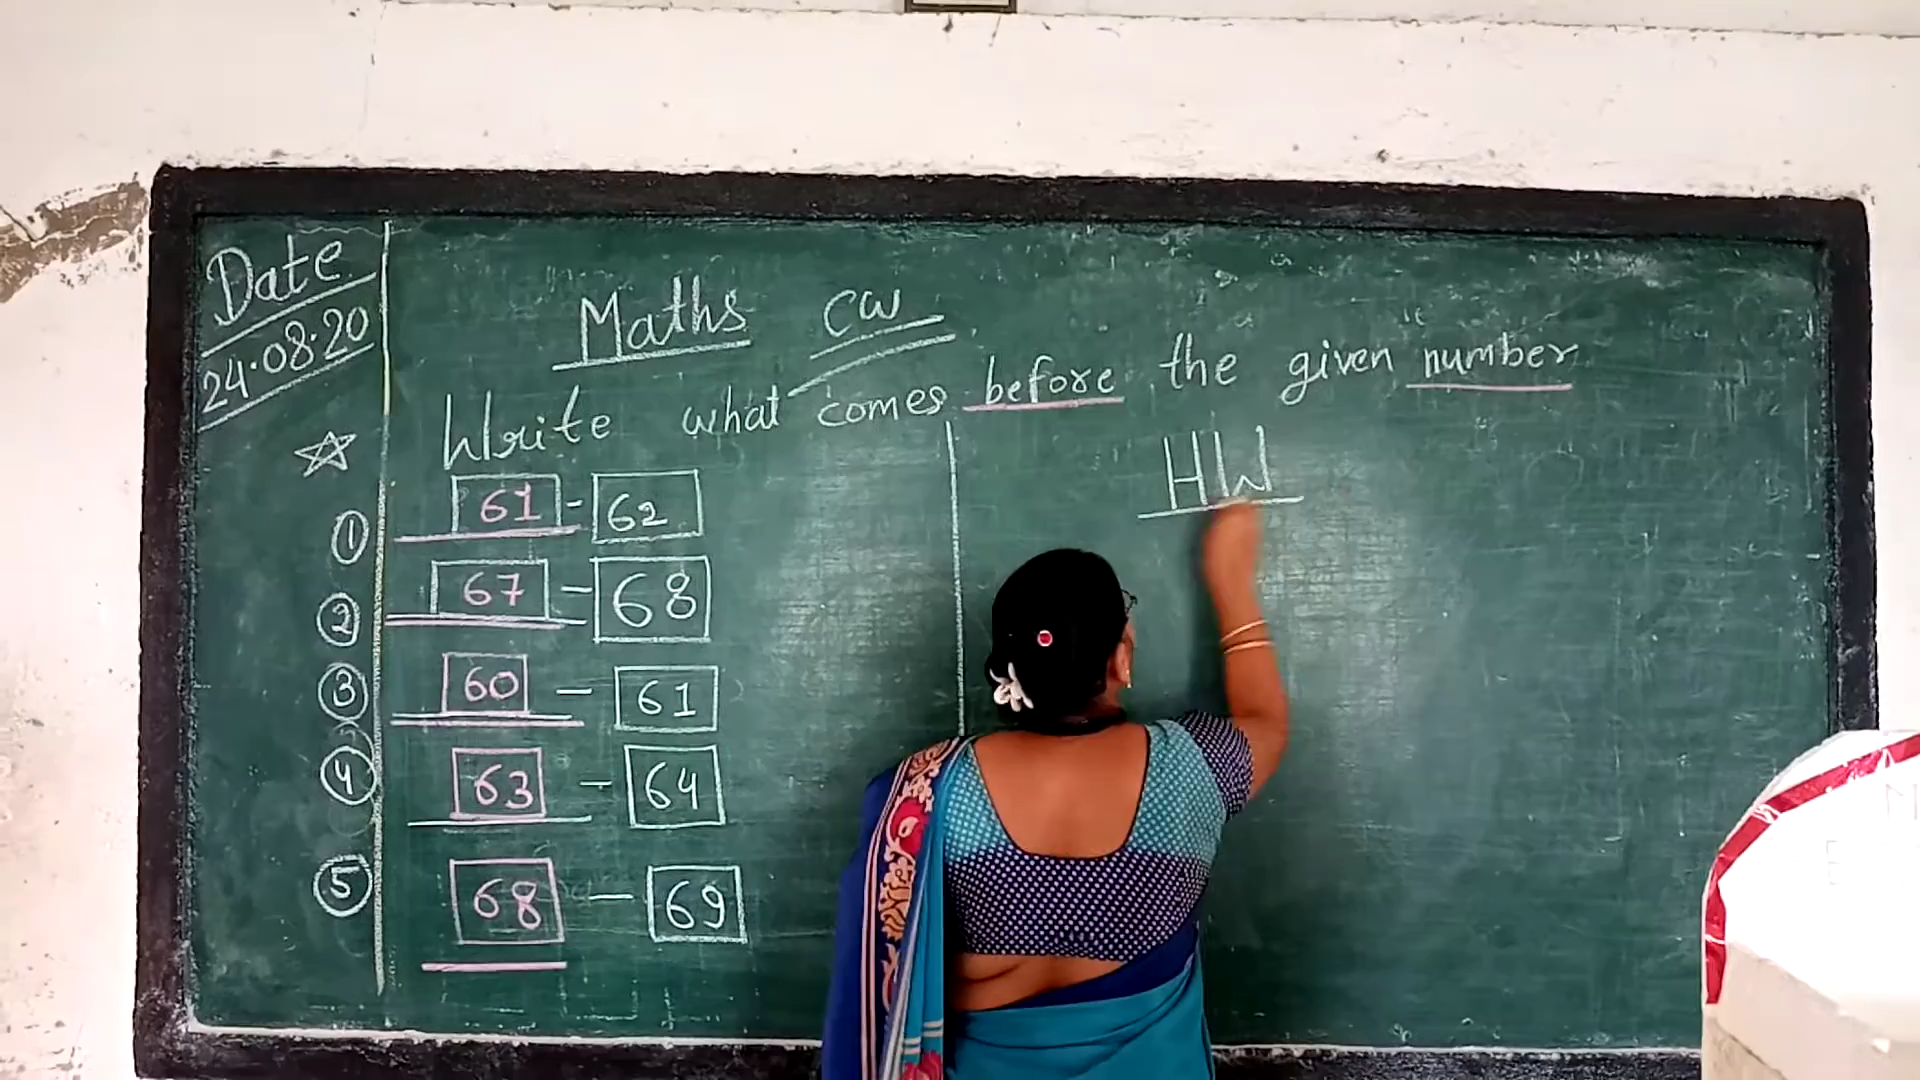 Date
24.08.20
Maths CW
Write what comes before the given number
① 61 - 62
② 67 - 68
③ 60 - 61
④ 63 - 64
⑤ 68 - 69
HW